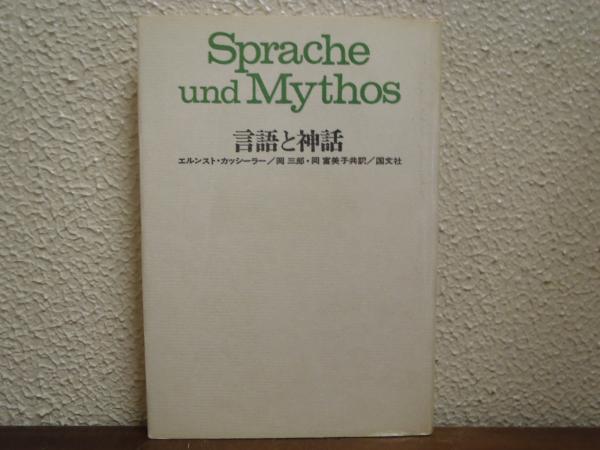 Sprache
und Mythos
言語と神話
エルンスト・カッシーラー/岡 三郎・岡 富美子共訳/国文社